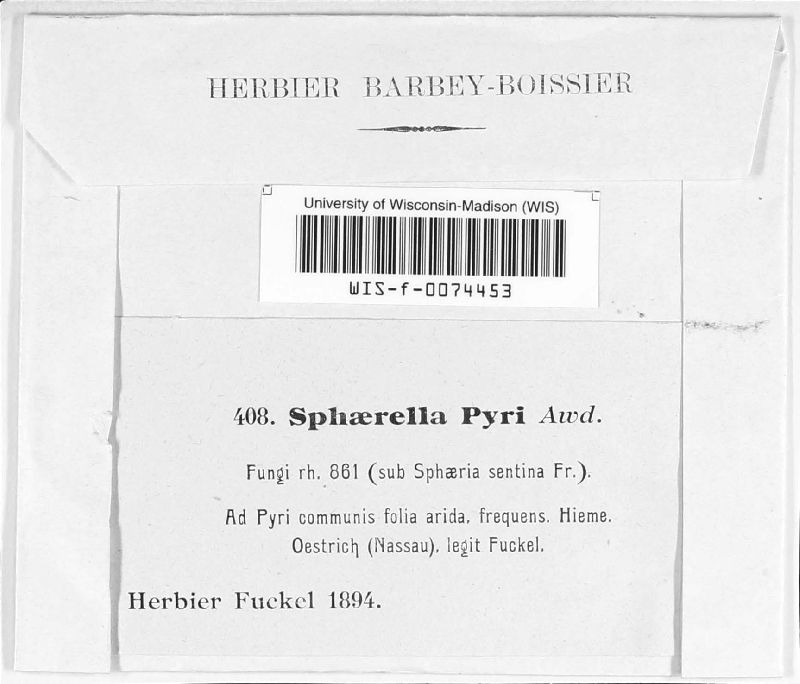 HERBIER BARBEY-BOISSIER
University of Wisconsin-Madison (WIS)
WIS-f-0074453
408. Sphærella Pyri Awd.
Fungi rh. 861 (sub Sphæria sentina Fr.).
Ad Pyri communis folia arida, frequens. Hieme.
Oestrich (Nassau), legit Fuckel.
Herbier Fuckel 1894.